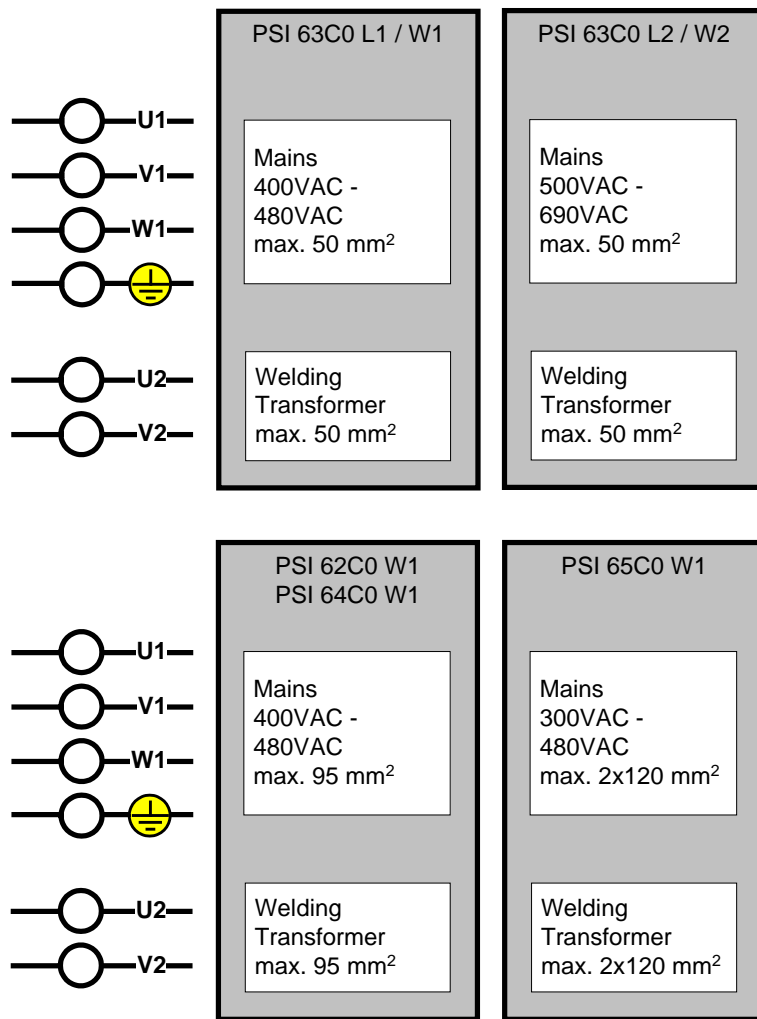 PSI 63C0 L1 / W1
PSI 63C0 L2 / W2
U1
V1
W1
Mains
400VAC -
480VAC
max. 50 mm²
Mains
500VAC -
690VAC
max. 50 mm²
U2
V2
Welding
Transformer
max. 50 mm²
Welding
Transformer
max. 50 mm²
PSI 62C0 W1
PSI 64C0 W1
PSI 65C0 W1
U1
V1
W1
Mains
400VAC -
480VAC
max. 95 mm²
Mains
300VAC -
480VAC
max. 2x120 mm²
U2
V2
Welding
Transformer
max. 95 mm²
Welding
Transformer
max. 2x120 mm²